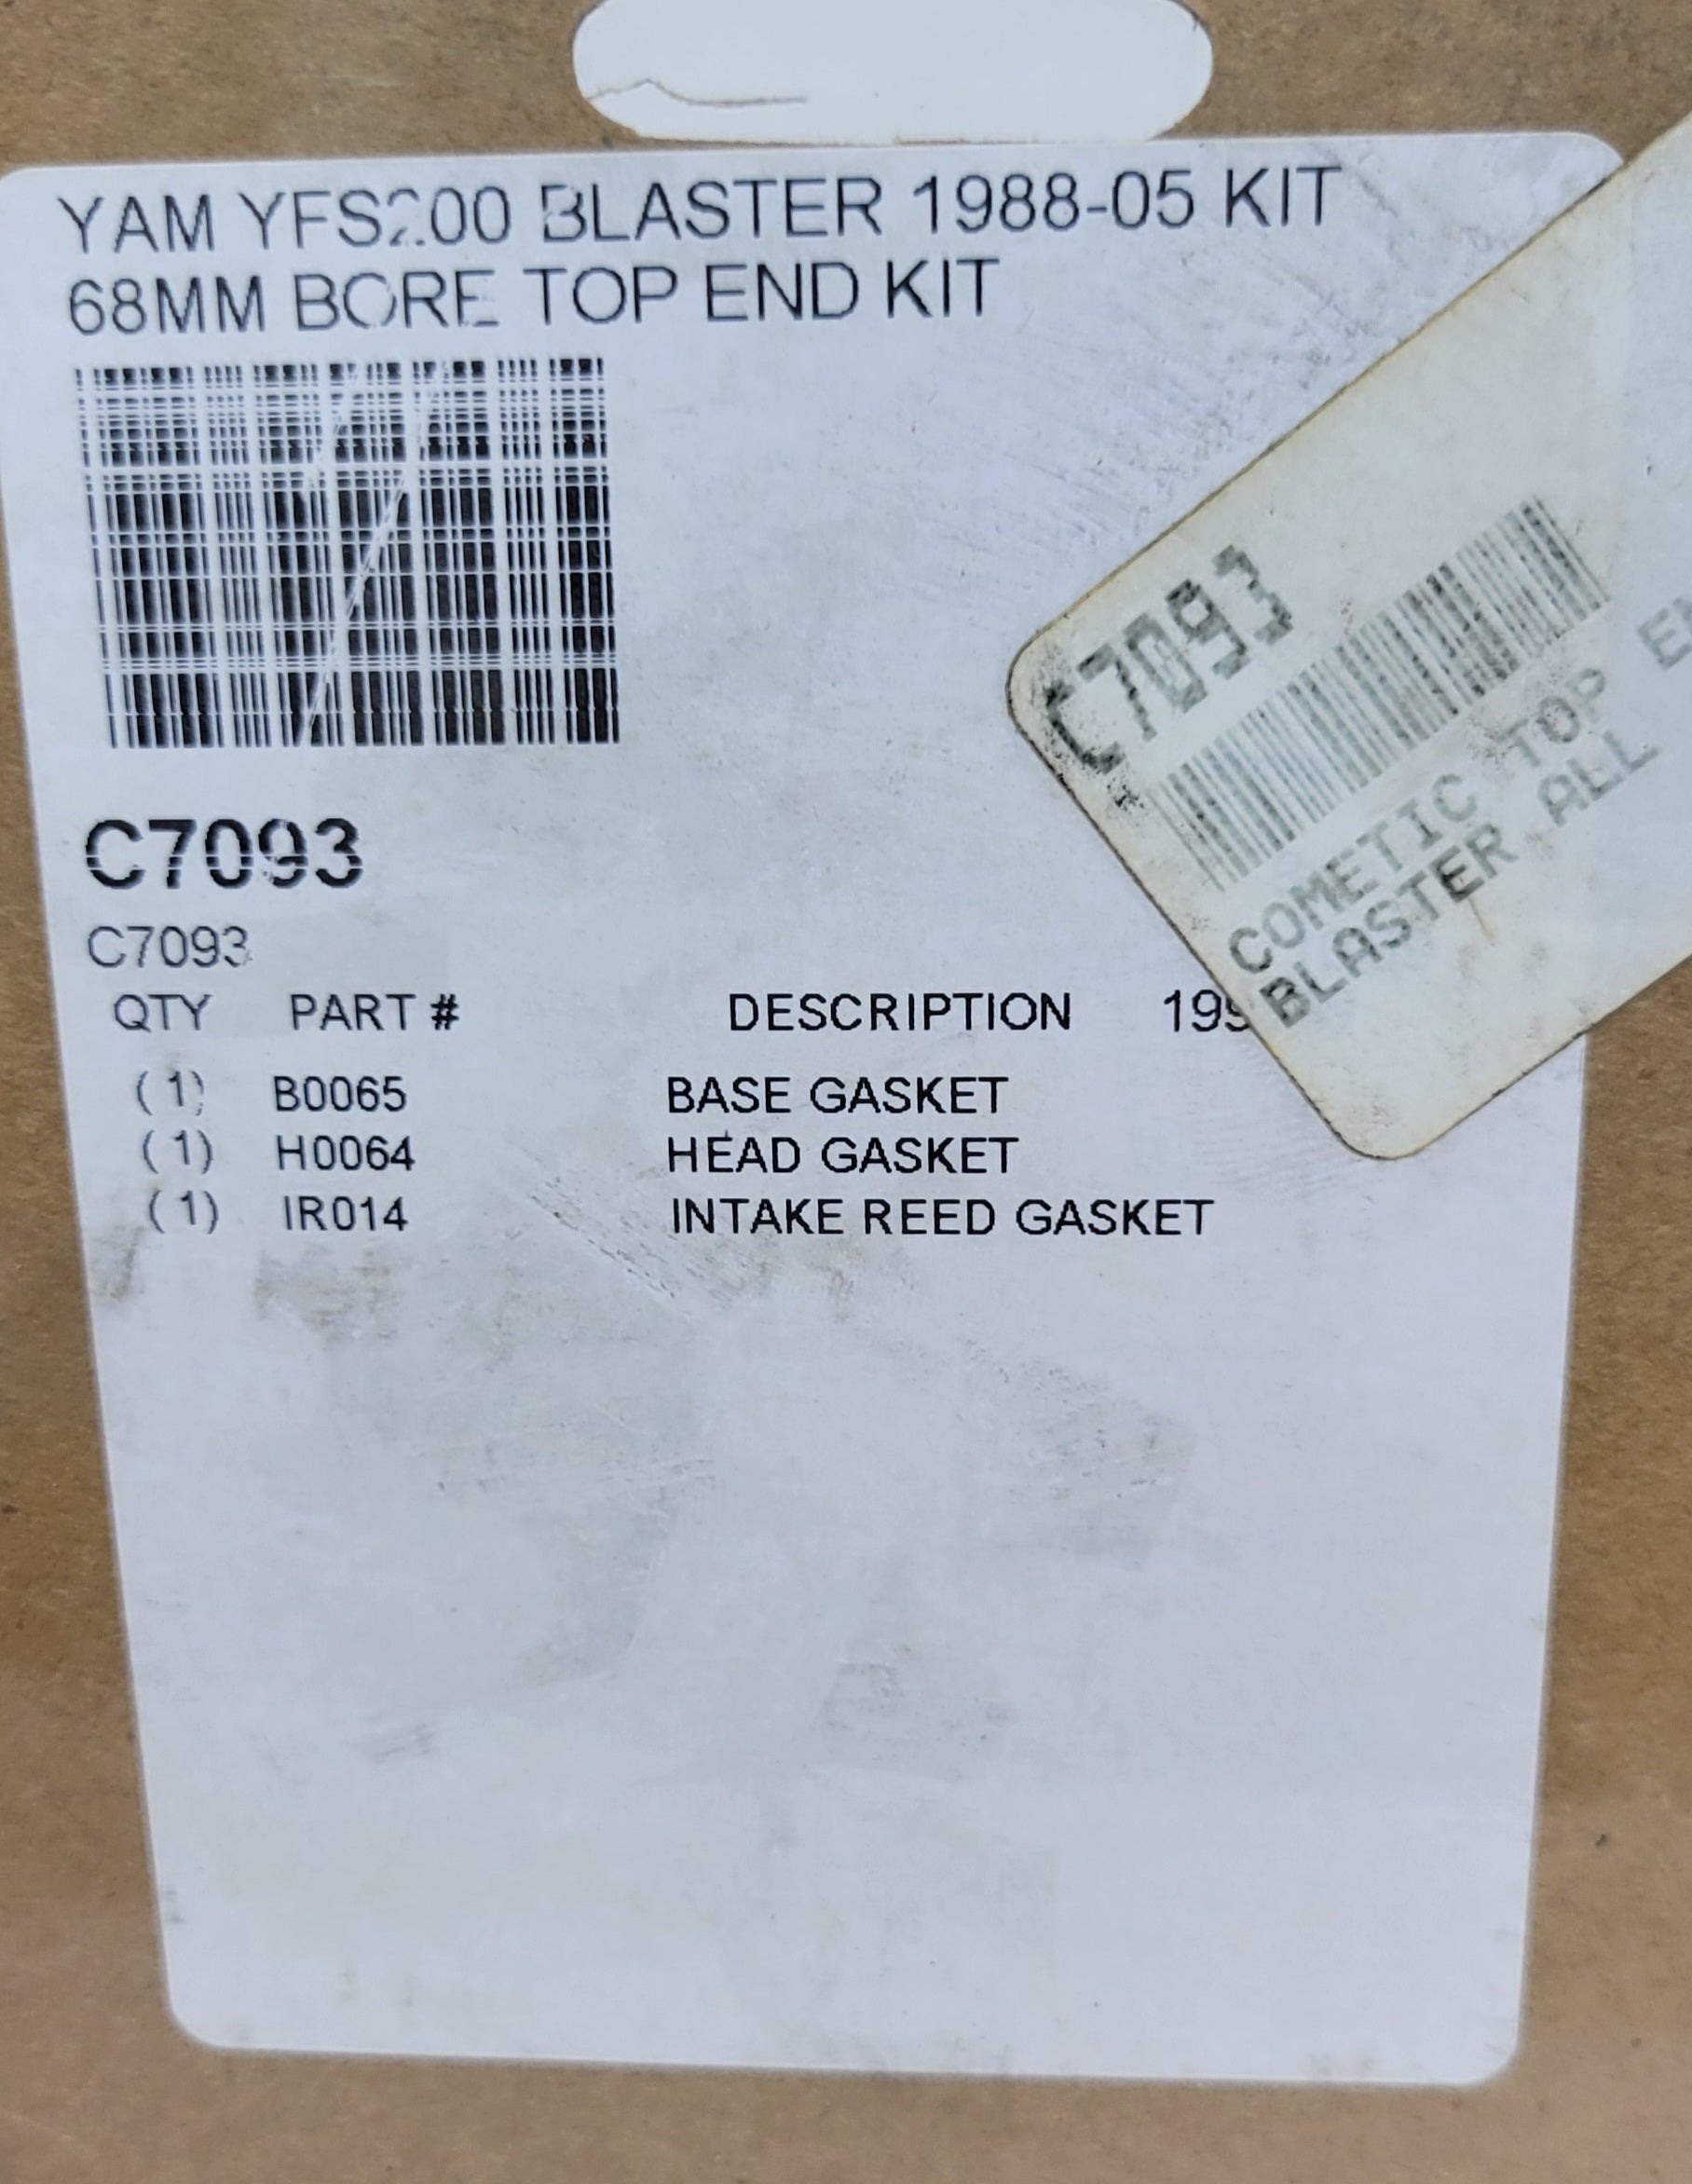 YAM YFS200 BLASTER 1988-05 KIT
68MM BORE TOP END KIT
C7093
C7093
QTY PART # DESCRIPTION
(1) B0065 BASE GASKET
(1) H0064 HEAD GASKET
(1) IR014 INTAKE REED GASKET
C7093
COMETIC TOP
BLASTER ALL